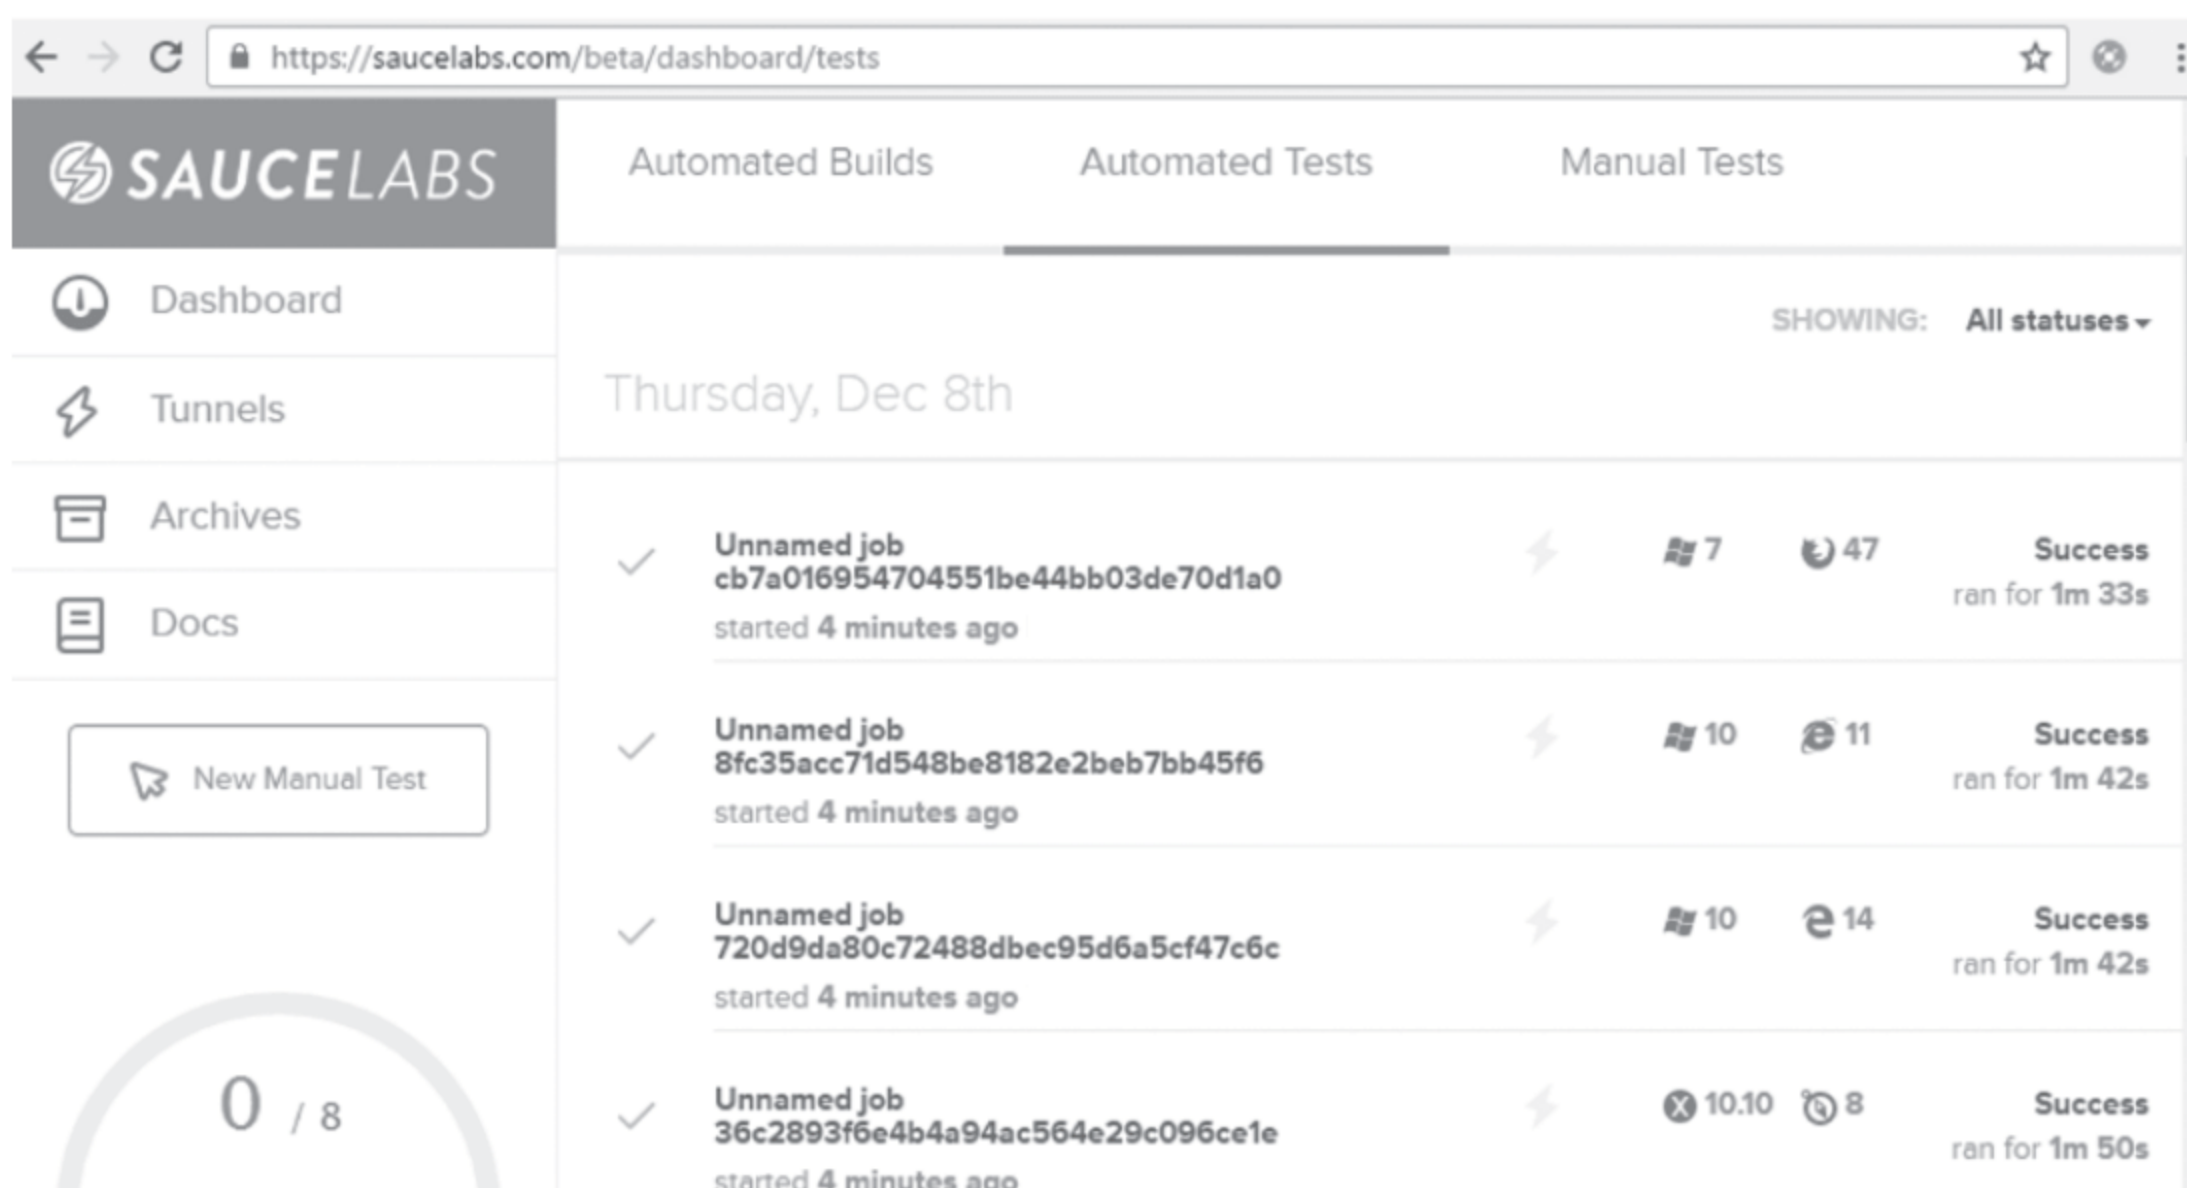 https://saucelabs.com/beta/dashboard/tests
SAUCELABS
Automated Builds
Automated Tests
Manual Tests
Dashboard
Tunnels
Archives
Docs
New Manual Test
0 / 8
SHOWING: All statuses
Thursday, Dec 8th
Unnamed job
cb7a016954704551be44bb03de70d1a0
started 4 minutes ago
7
47
Success
ran for 1m 33s
Unnamed job
8fc35acc71d548be8182e2beb7bb45f6
started 4 minutes ago
10
11
Success
ran for 1m 42s
Unnamed job
720d9da80c72488dbec95d6a5cf47c6c
started 4 minutes ago
10
14
Success
ran for 1m 42s
Unnamed job
36c2893f6e4b4a94ac564e29c096ce1e
started 4 minutes ago
10.10
8
Success
ran for 1m 50s